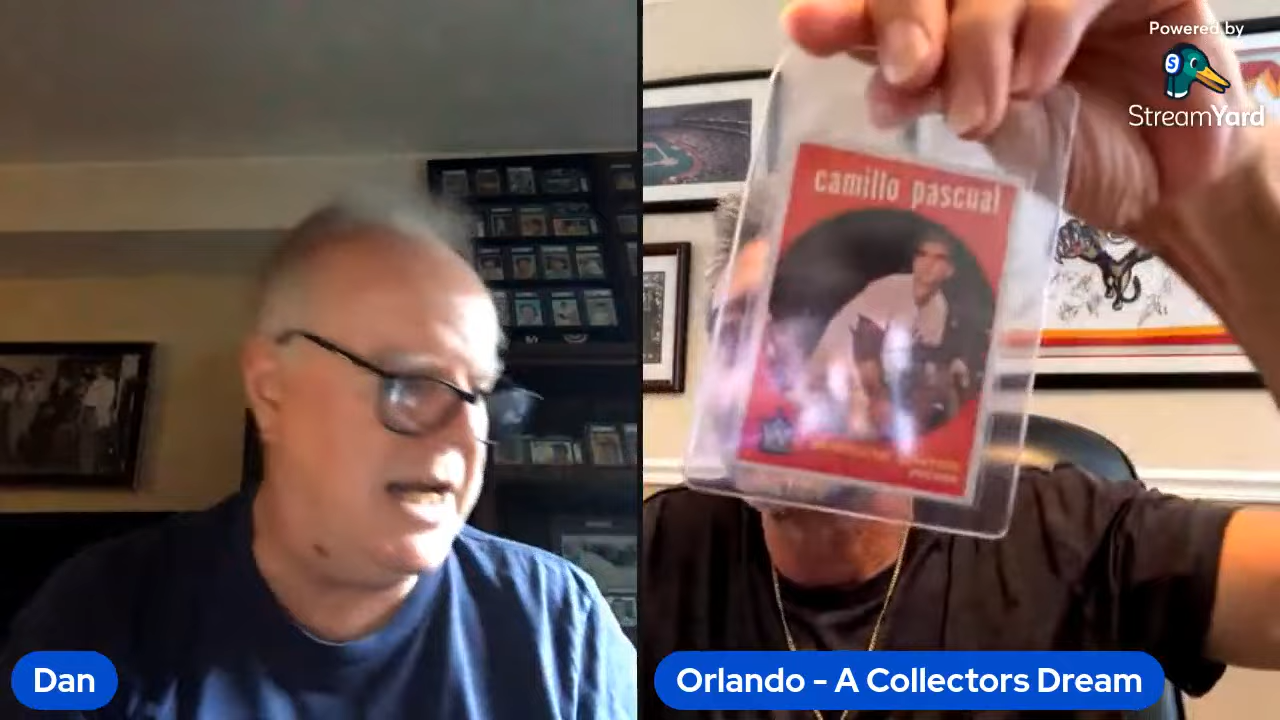 Powered by
StreamYard
camillo pascual
Dan
Orlando - A Collectors Dream